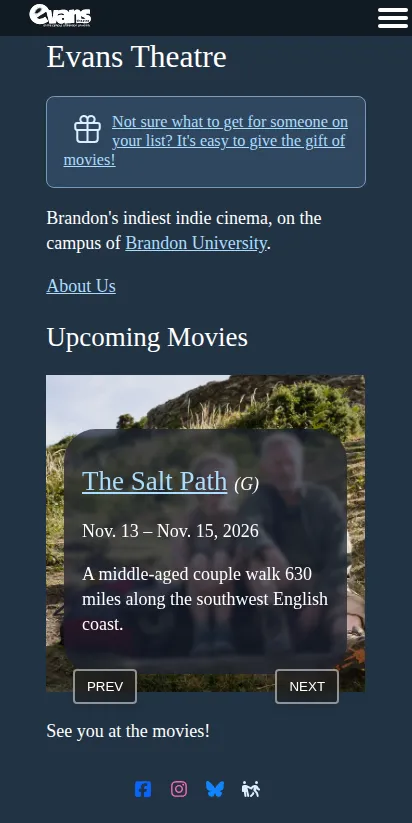 evans
Evans Theatre
Not sure what to get for someone on
your list? It's easy to give the gift of
movies!
Brandon's indiest indie cinema, on the
campus of Brandon University.
About Us
Upcoming Movies
The Salt Path (G)
Nov. 13 – Nov. 15, 2026
A middle-aged couple walk 630
miles along the southwest English
coast.
PREV NEXT
See you at the movies!